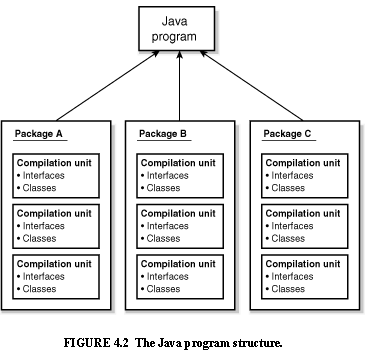 Java
program
Package A
Compilation unit
• Interfaces
• Classes
Compilation unit
• Interfaces
• Classes
Compilation unit
• Interfaces
• Classes
Package B
Compilation unit
• Interfaces
• Classes
Compilation unit
• Interfaces
• Classes
Compilation unit
• Interfaces
• Classes
Package C
Compilation unit
• Interfaces
• Classes
Compilation unit
• Interfaces
• Classes
Compilation unit
• Interfaces
• Classes
FIGURE 4.2 The Java program structure.